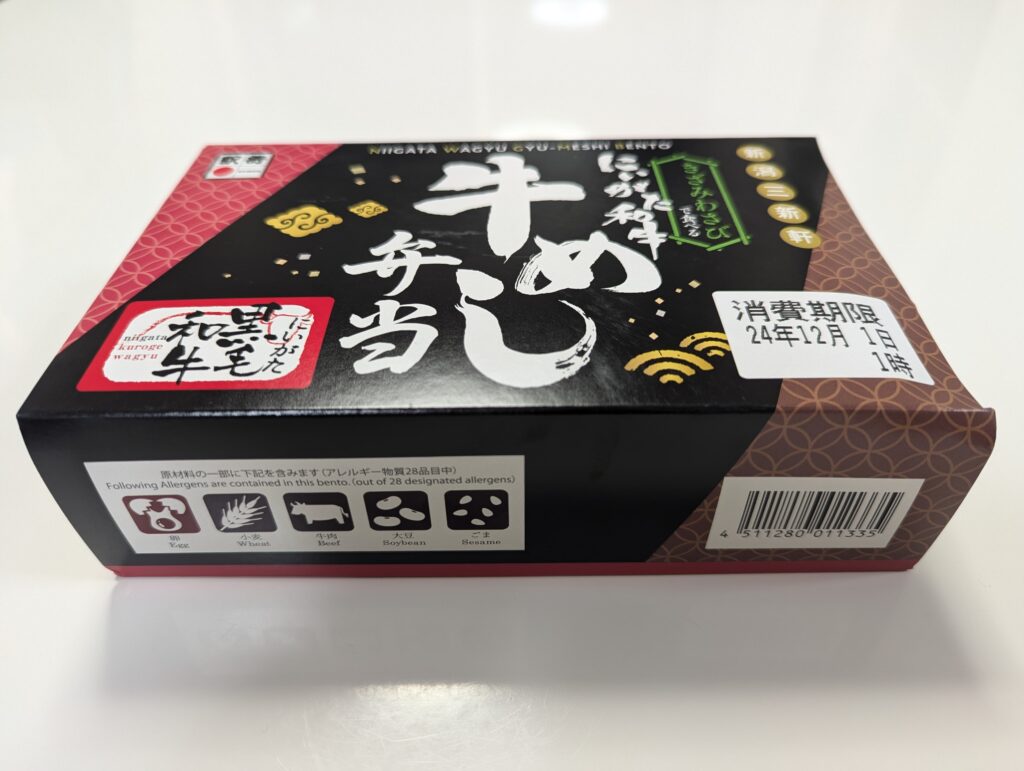 駅弁
NIIGATA WAGYU GYU-MESHI BENTO
新潟三新軒
きざみわさび
で食べる
にいがた和牛
牛めし
弁当
にいがた
黒毛
和牛
niigata
kuroge
wagyu
消費期限
24年12月 1日
1時
原材料の一部に下記を含みます（アレルギー物質28品目中）
Following Allergens are contained in this bento.(out of 28 designated allergens)
卵 小麦 牛肉 大豆 ごま
Egg Wheat Beef Soybean Sesame
4 511280 011335